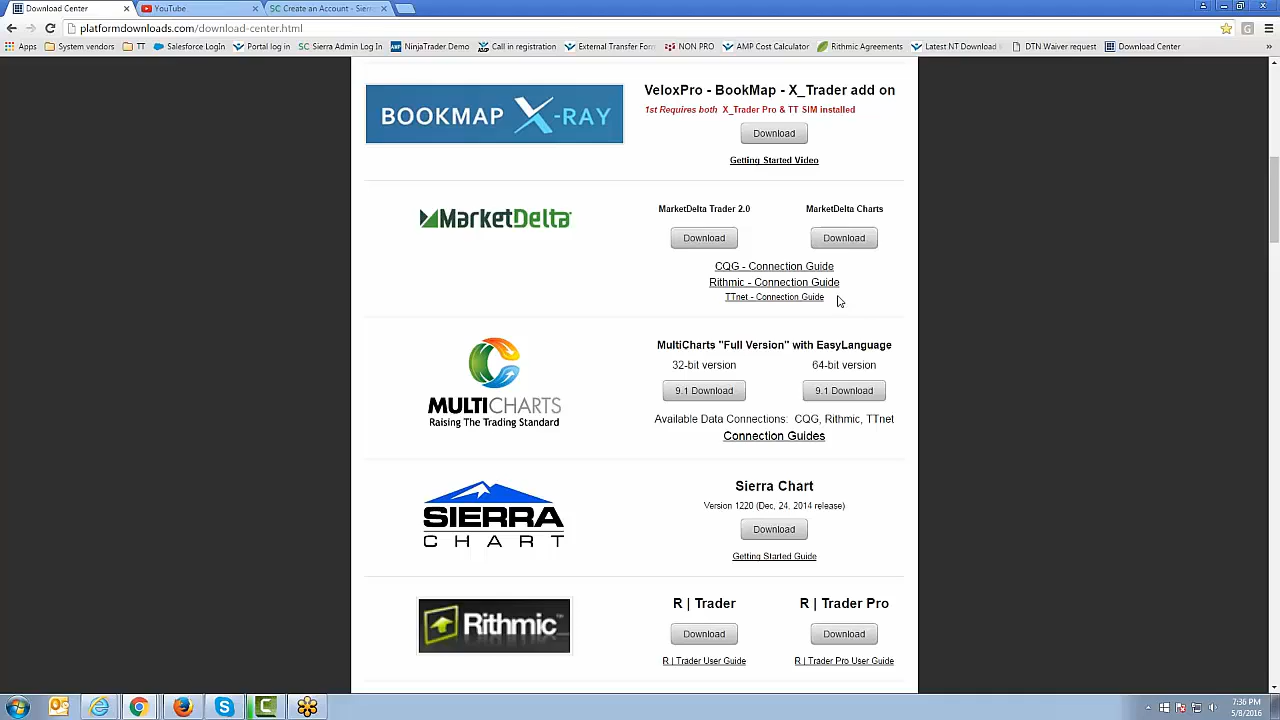 Download Center
YouTube
SC Create an Account - Sierr
platformdownloads.com/download-center.html
Apps
System vendors
TT
Salesforce LogIn
Portal log in
SC Sierra Admin Log In
NinjaTrader Demo
Call in registration
External Transfer For
NON PRO
AMP Cost Calculator
Rithmic Agreements
Latest NT Download
DTN Waiver request
Download Center
BOOKMAP X-RAY
VeloxPro - BookMap - X_Trader add on
1st Requires both X_Trader Pro & TT SIM installed
Download
Getting Started Video
MarketDelta
MarketDelta Trader 2.0
MarketDelta Charts
Download
Download
CQG - Connection Guide
Rithmic - Connection Guide
TTnet - Connection Guide
MULTICHARTS
Raising The Trading Standard
MultiCharts "Full Version" with EasyLanguage
32-bit version
64-bit version
9.1 Download
9.1 Download
Available Data Connections: CQG, Rithmic, TTnet
Connection Guides
SIERRA
CHART
Sierra Chart
Version 1220 (Dec, 24, 2014 release)
Download
Getting Started Guide
Rithmic
R | Trader
R | Trader Pro
Download
Download
R | Trader User Guide
R | Trader Pro User Guide
7:36 PM
5/8/2016